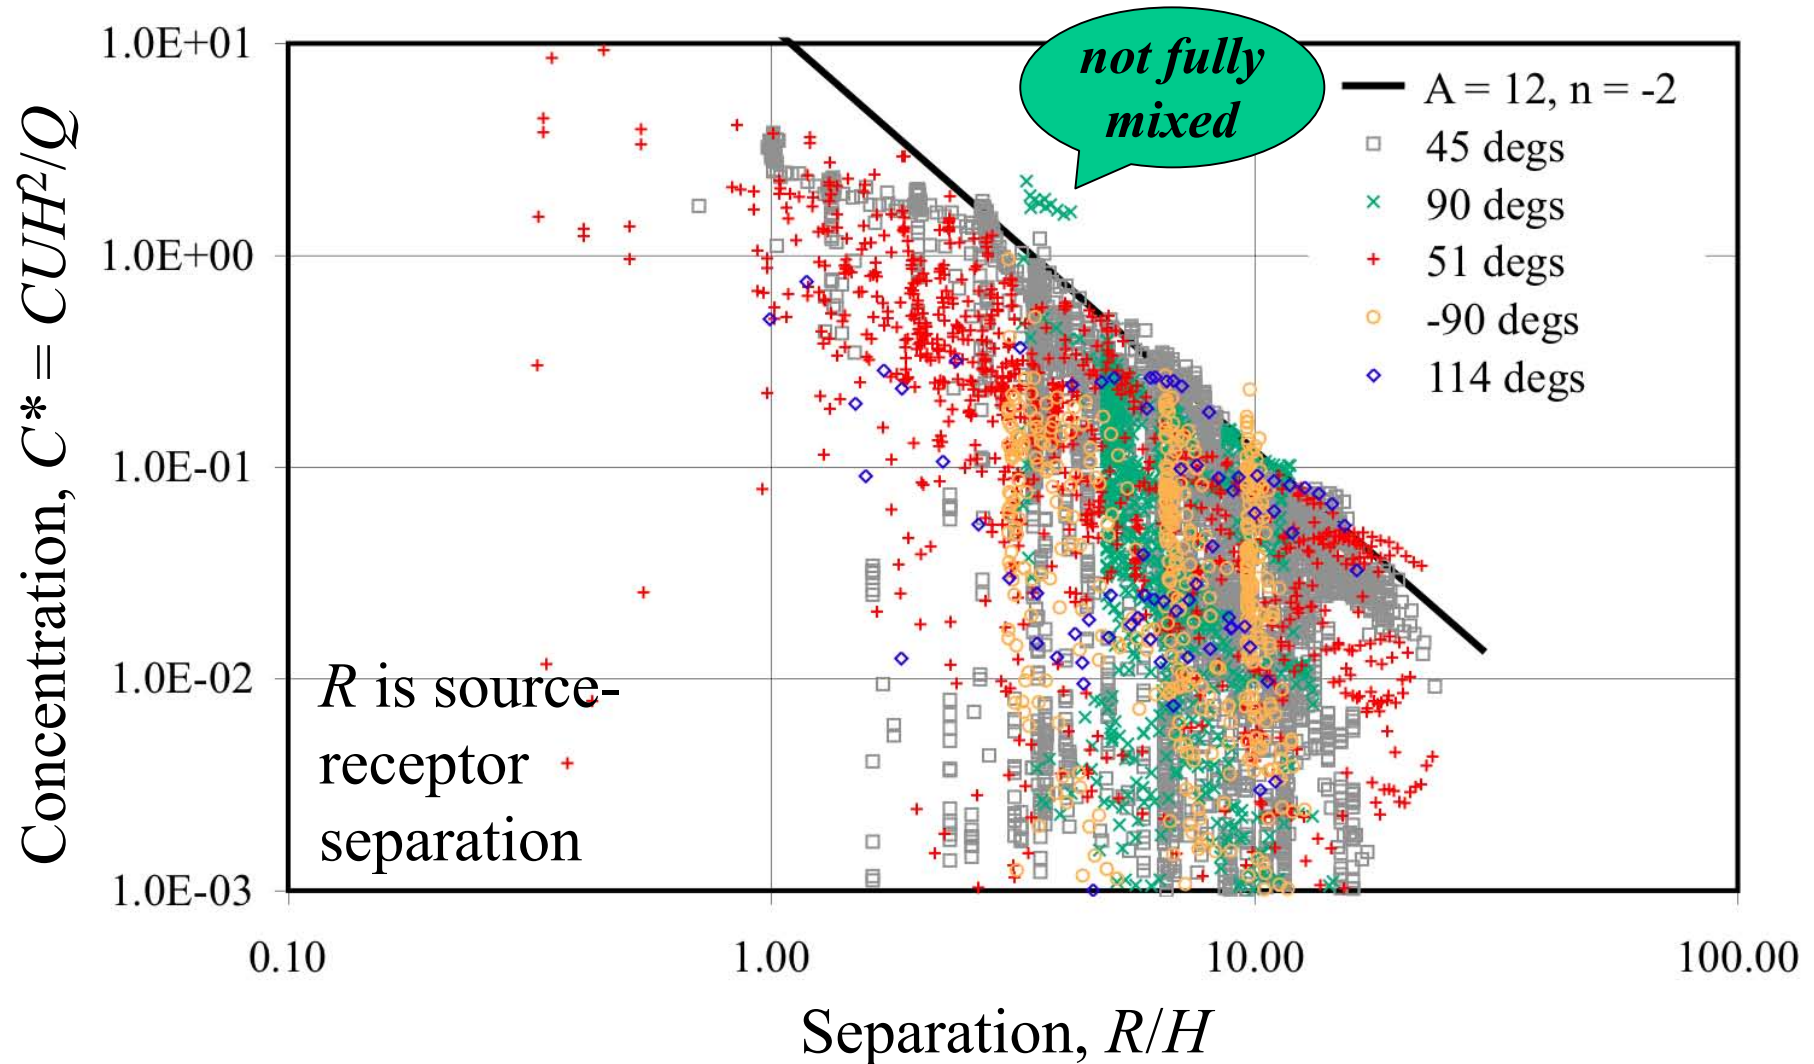 Concentration, C* = CUH²/Q
1.0E+01
1.0E+00
1.0E-01
1.0E-02
1.0E-03
not fully
mixed
A = 12, n = -2
45 degs
90 degs
51 degs
-90 degs
114 degs
R is source-
receptor
separation
0.10
1.00
10.00
100.00
Separation, R/H